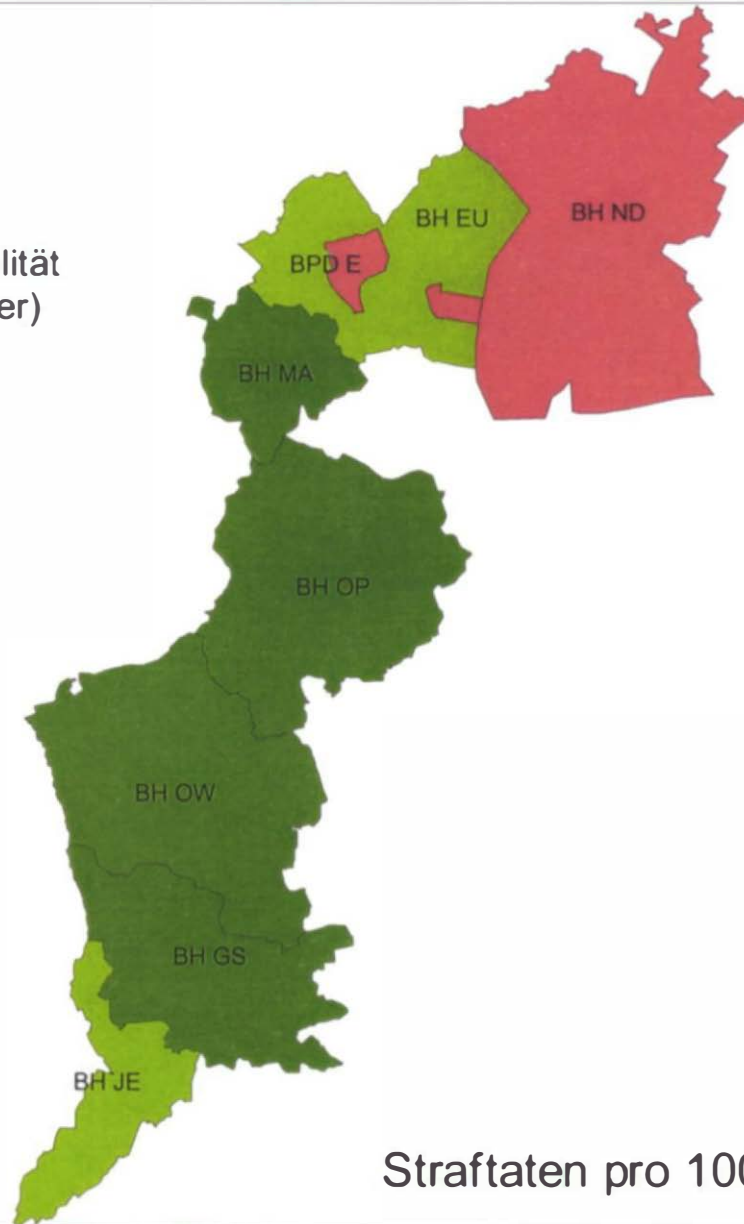 BH EU
BH ND
lität
BPD E
er)
BH MA
BH OP
BH OW
BH GS
BH JE
Straftaten pro 100